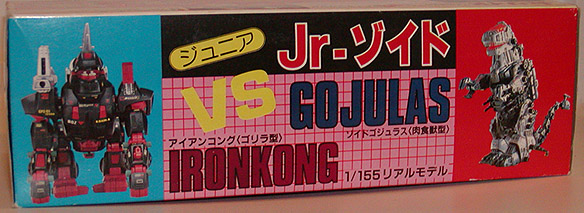 ジュニア
Jr-ゾイド
VS
GOJULAS
ゾイドゴジュラス〈肉食獣型〉
アイアンコング〈ゴリラ型〉
IRONKONG
1/155リアルモデル